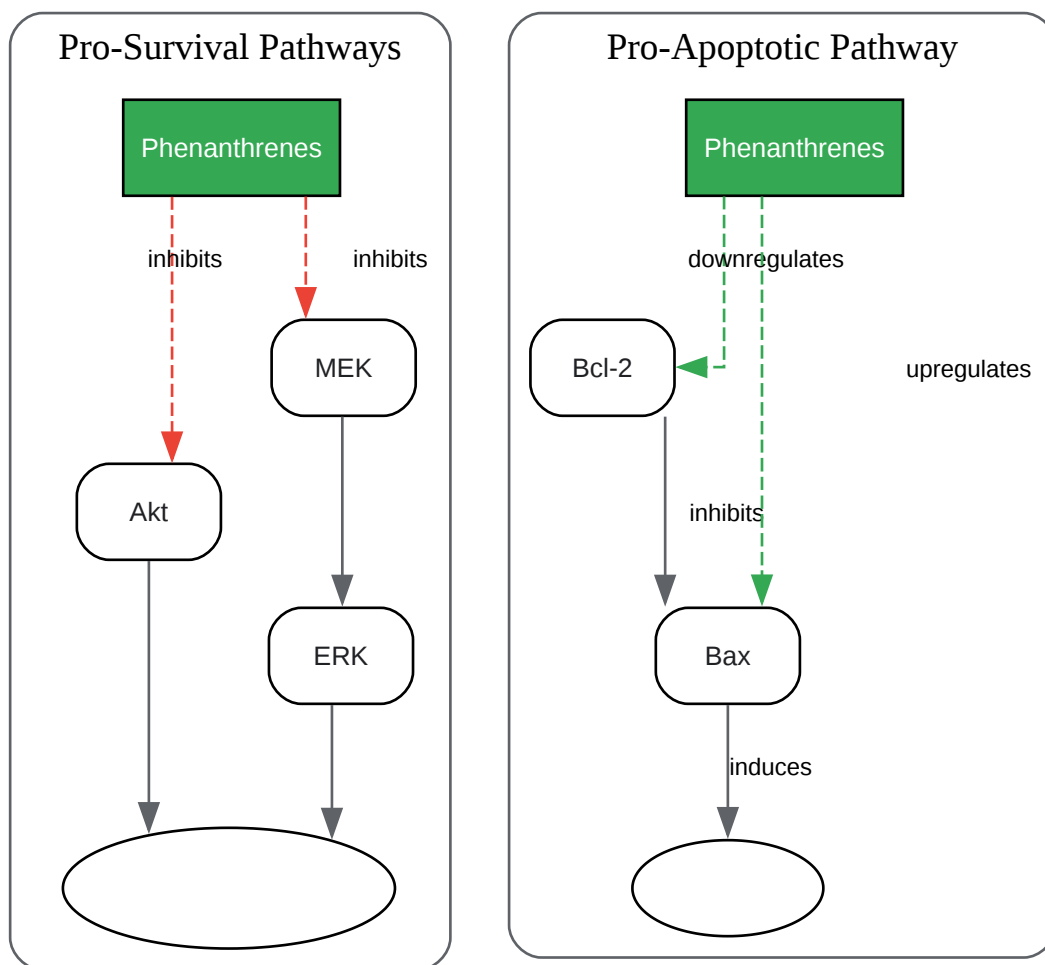 Pro-Survival Pathways
Phenanthrenes
inhibits
inhibits
MEK
Akt
ERK
Pro-Apoptotic Pathway
Phenanthrenes
downregulates
Bcl-2
upregulates
inhibits
Bax
induces